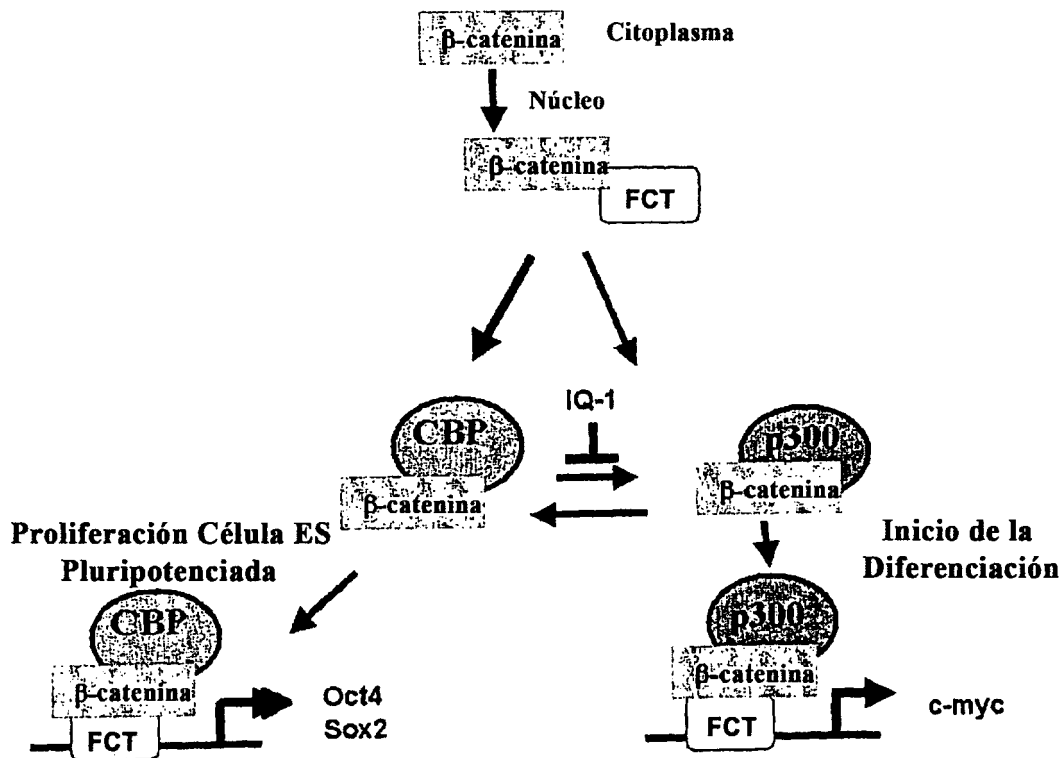 β-catenina
Citoplasma
Núcleo
β-catenina
FCT
IQ-1
CBP
β-catenina
p300
β-catenina
Proliferación Célula ES
Pluripotenciada
Inicio de la
Diferenciación
CBP
β-catenina
FCT
Oct4
Sox2
p300
β-catenina
FCT
c-myc